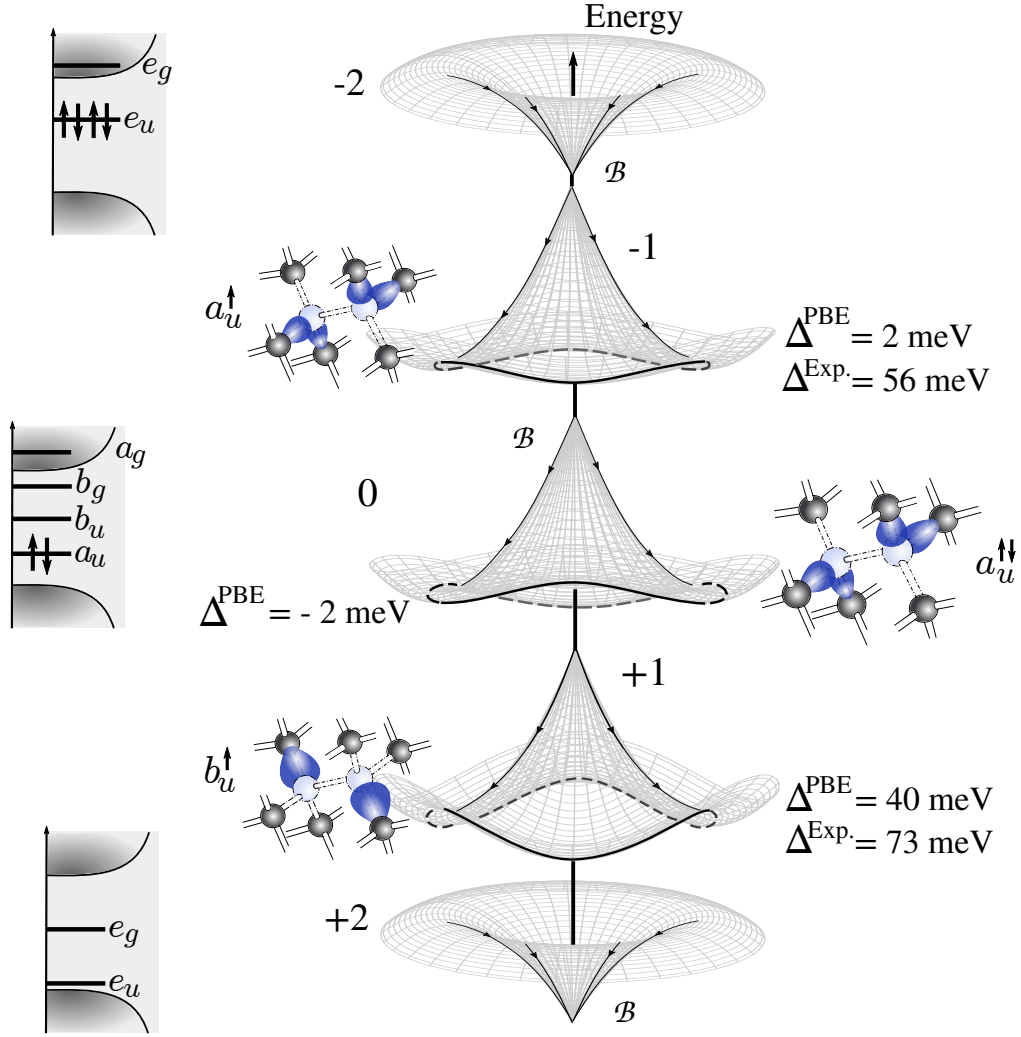 Energy
-2
e_g
e_u
ℬ
-1
a_u^↑
Δ^PBE = 2 meV
Δ^Exp. = 56 meV
ℬ
a_g
b_g
b_u
a_u
0
a_u^↑↓
Δ^PBE = - 2 meV
+1
b_u^↑
Δ^PBE = 40 meV
Δ^Exp. = 73 meV
+2
e_g
e_u
ℬ